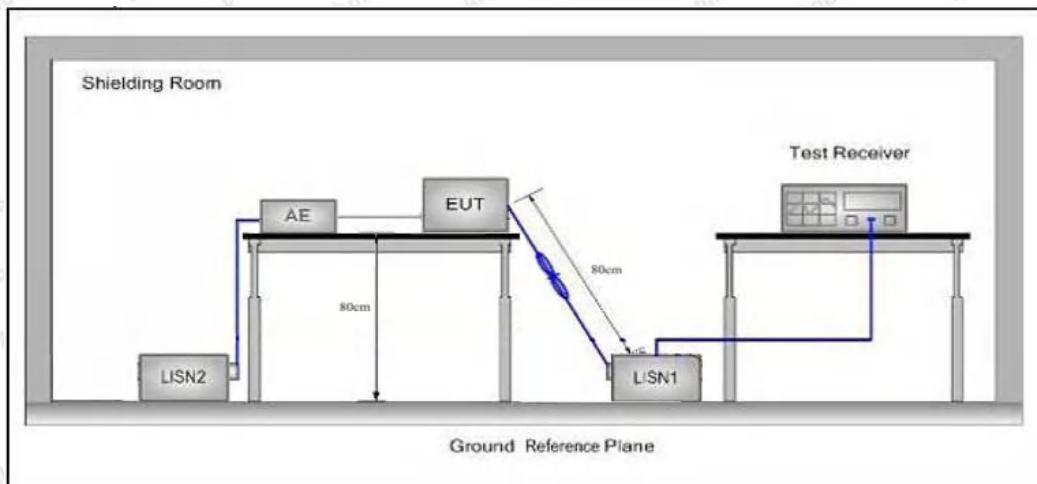 Shielding Room
Test Receiver
AE
EUT
80cm
80cm
LISN2
LISN1
Ground Reference Plane